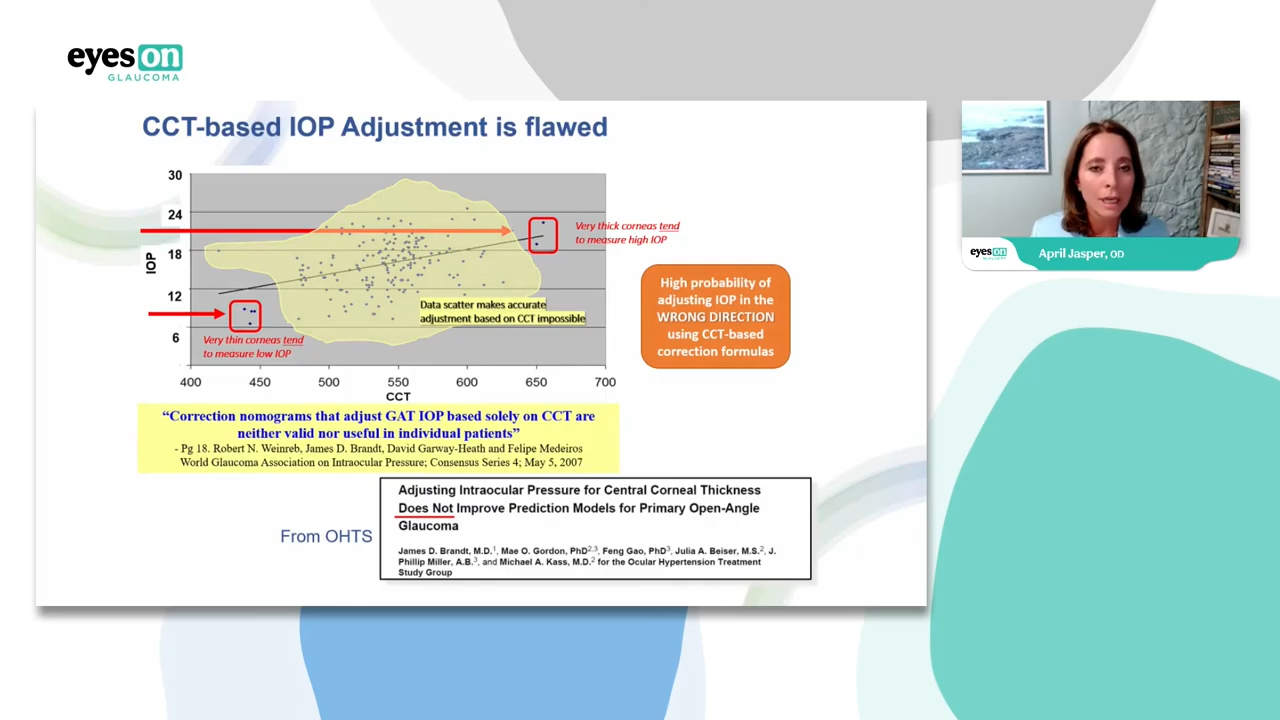 eyes on
GLAUCOMA
CCT-based IOP Adjustment is flawed
30
24
18
12
6
IOP
400 450 500 550 600 650 700
CCT
Very thick corneas tend
to measure high IOP
Data scatter makes accurate
adjustment based on CCT impossible
Very thin corneas tend
to measure low IOP
High probability of
adjusting IOP in the
WRONG DIRECTION
using CCT-based
correction formulas
“Correction nomograms that adjust GAT IOP based solely on CCT are
neither valid nor useful in individual patients”
- Pg 18. Robert N. Weinreb, James D. Brandt, David Garway-Heath and Felipe Medeiros
World Glaucoma Association on Intraocular Pressure; Consensus Series 4; May 5, 2007
From OHTS
Adjusting Intraocular Pressure for Central Corneal Thickness
Does Not Improve Prediction Models for Primary Open-Angle
Glaucoma
James D. Brandt, M.D.1, Mae O. Gordon, PhD2,3, Feng Gao, PhD3, Julia A. Beiser, M.S.2, J.
Phillip Miller, A.B.3, and Michael A. Kass, M.D.2 for the Ocular Hypertension Treatment
Study Group
eyes on
April Jasper, OD